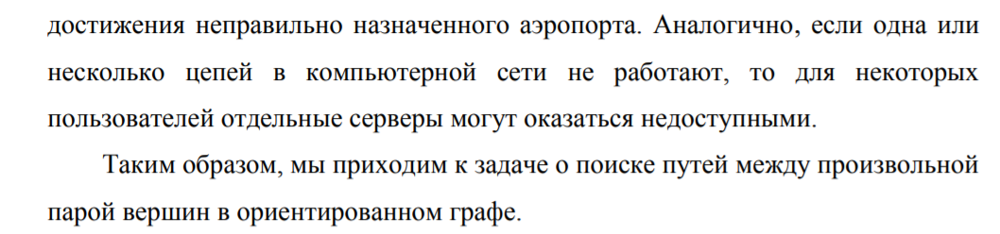 достижения неправильно назначенного аэропорта. Аналогично, если одна или
несколько цепей в компьютерной сети не работают, то для некоторых
пользователей отдельные серверы могут оказаться недоступными.
Таким образом, мы приходим к задаче о поиске путей между произвольной
парой вершин в ориентированном графе.